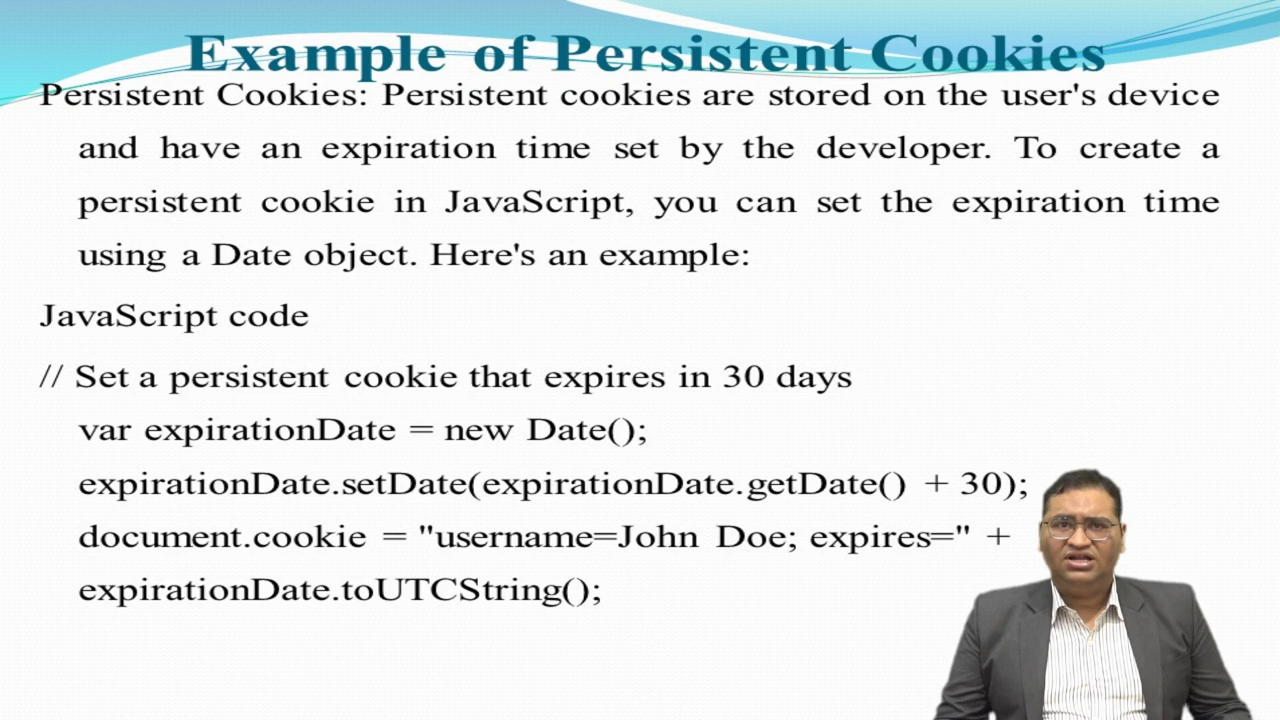 Example of Persistent Cookies
Persistent Cookies: Persistent cookies are stored on the user's device
and have an expiration time set by the developer. To create a
persistent cookie in JavaScript, you can set the expiration time
using a Date object. Here's an example:
JavaScript code
// Set a persistent cookie that expires in 30 days
var expirationDate = new Date();
expirationDate.setDate(expirationDate.getDate() + 30);
document.cookie = "username=John Doe; expires=" +
expirationDate.toUTCString();